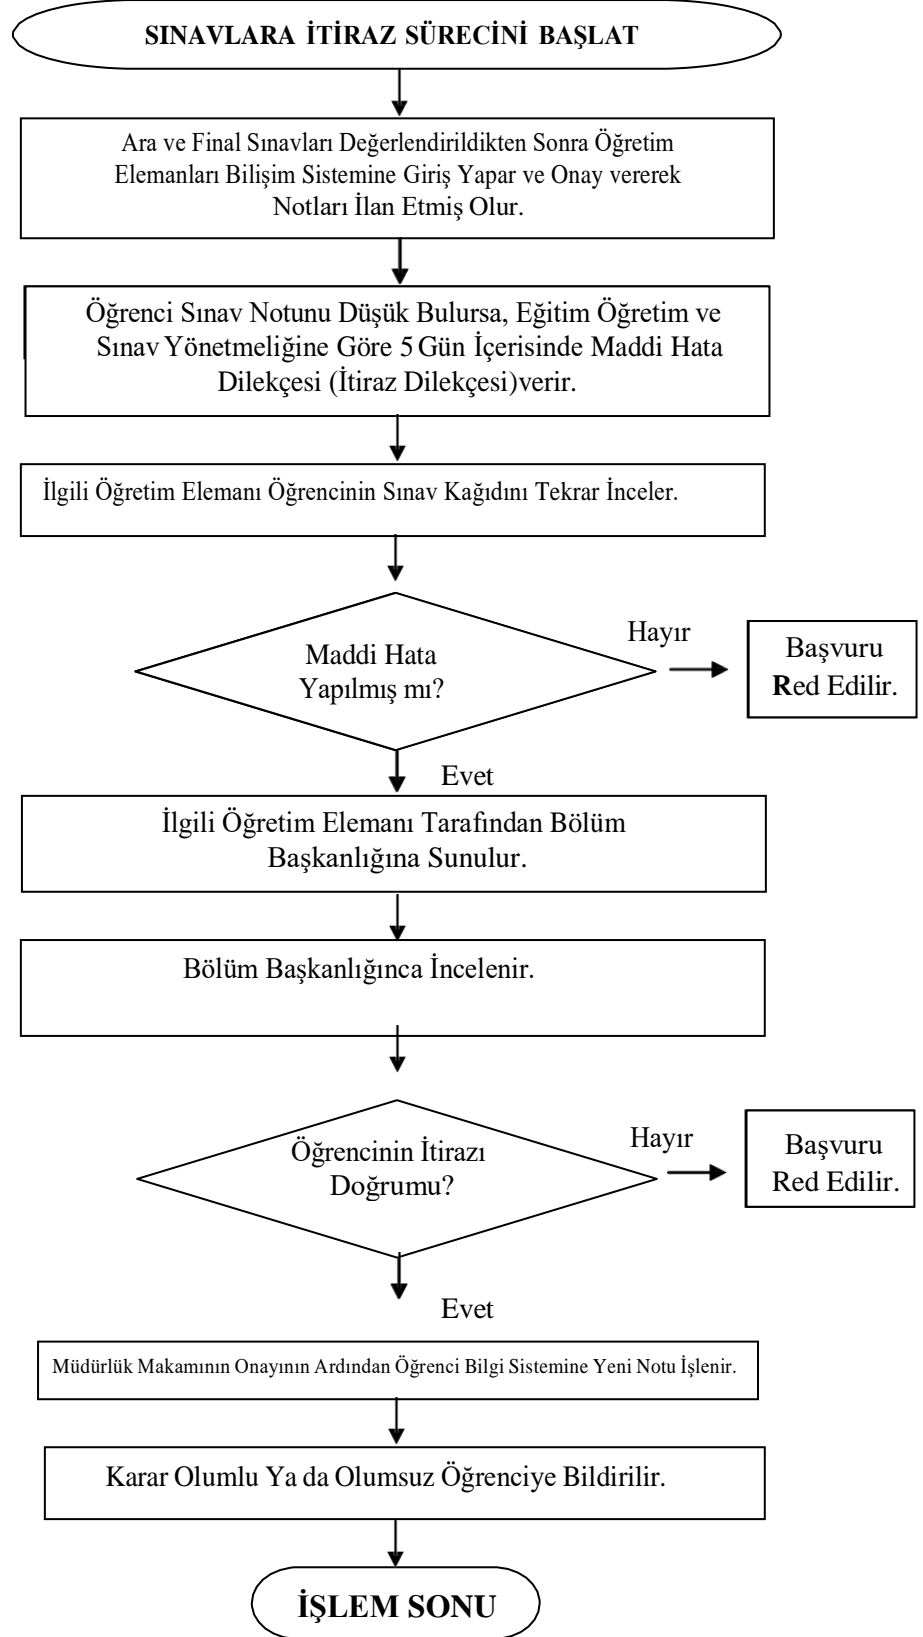 SINAVLARA İTİRAZ SÜRECİNİ BAŞLAT
Ara ve Final Sınavları Değerlendirildikten Sonra Öğretim
Elemanları Bilişim Sistemine Giriş Yapar ve Onay vererek
Notları İlan Etmiş Olur.
Öğrenci Sınav Notunu Düşük Bulursa, Eğitim Öğretim ve
Sınav Yönetmeliğine Göre 5 Gün İçerisinde Maddi Hata
Dilekçesi (İtiraz Dilekçesi)verir.
İlgili Öğretim Elemanı Öğrencinin Sınav Kağıdını Tekrar İnceler.
Maddi Hata
Yapılmış mı?
Hayır
Başvuru
Red Edilir.
Evet
İlgili Öğretim Elemanı Tarafından Bölüm
Başkanlığına Sunulur.
Bölüm Başkanlığınca İncelenir.
Öğrencinin İtirazı
Doğrumu?
Hayır
Başvuru
Red Edilir.
Evet
Müdürlük Makamının Onayının Ardından Öğrenci Bilgi Sistemine Yeni Notu İşlenir.
Karar Olumlu Ya da Olumsuz Öğrenciye Bildirilir.
İŞLEM SONU